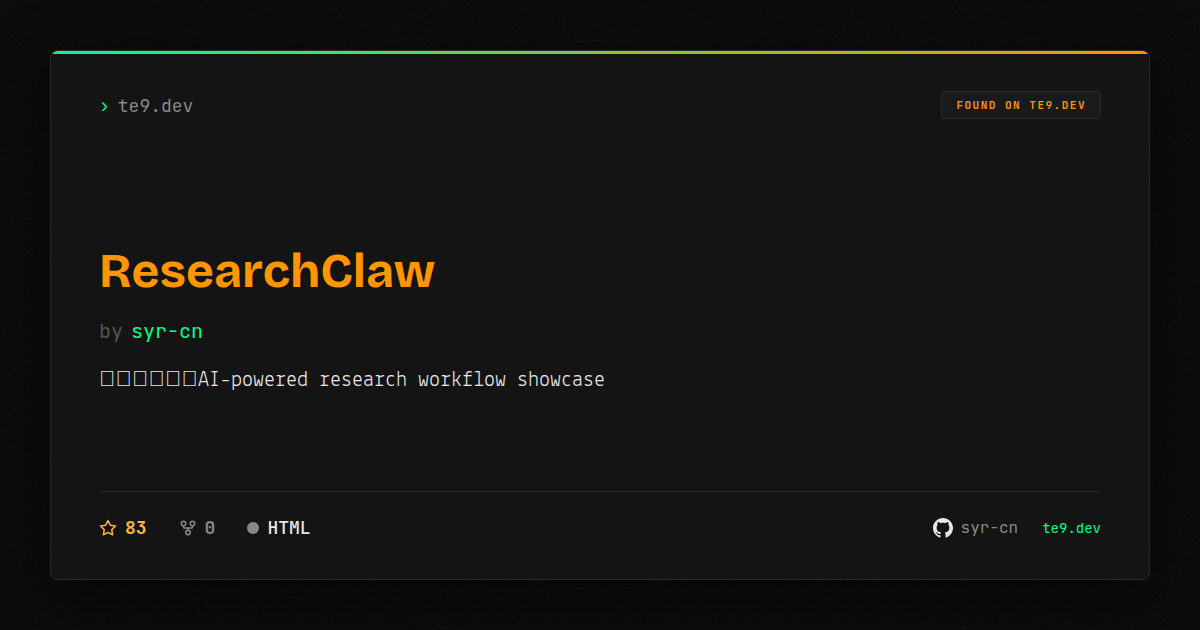 › te9.dev
FOUND ON TE9.DEV
ResearchClaw
by syr-cn
□□□□□□AI-powered research workflow showcase
83
0
HTML
syr-cn
te9.dev